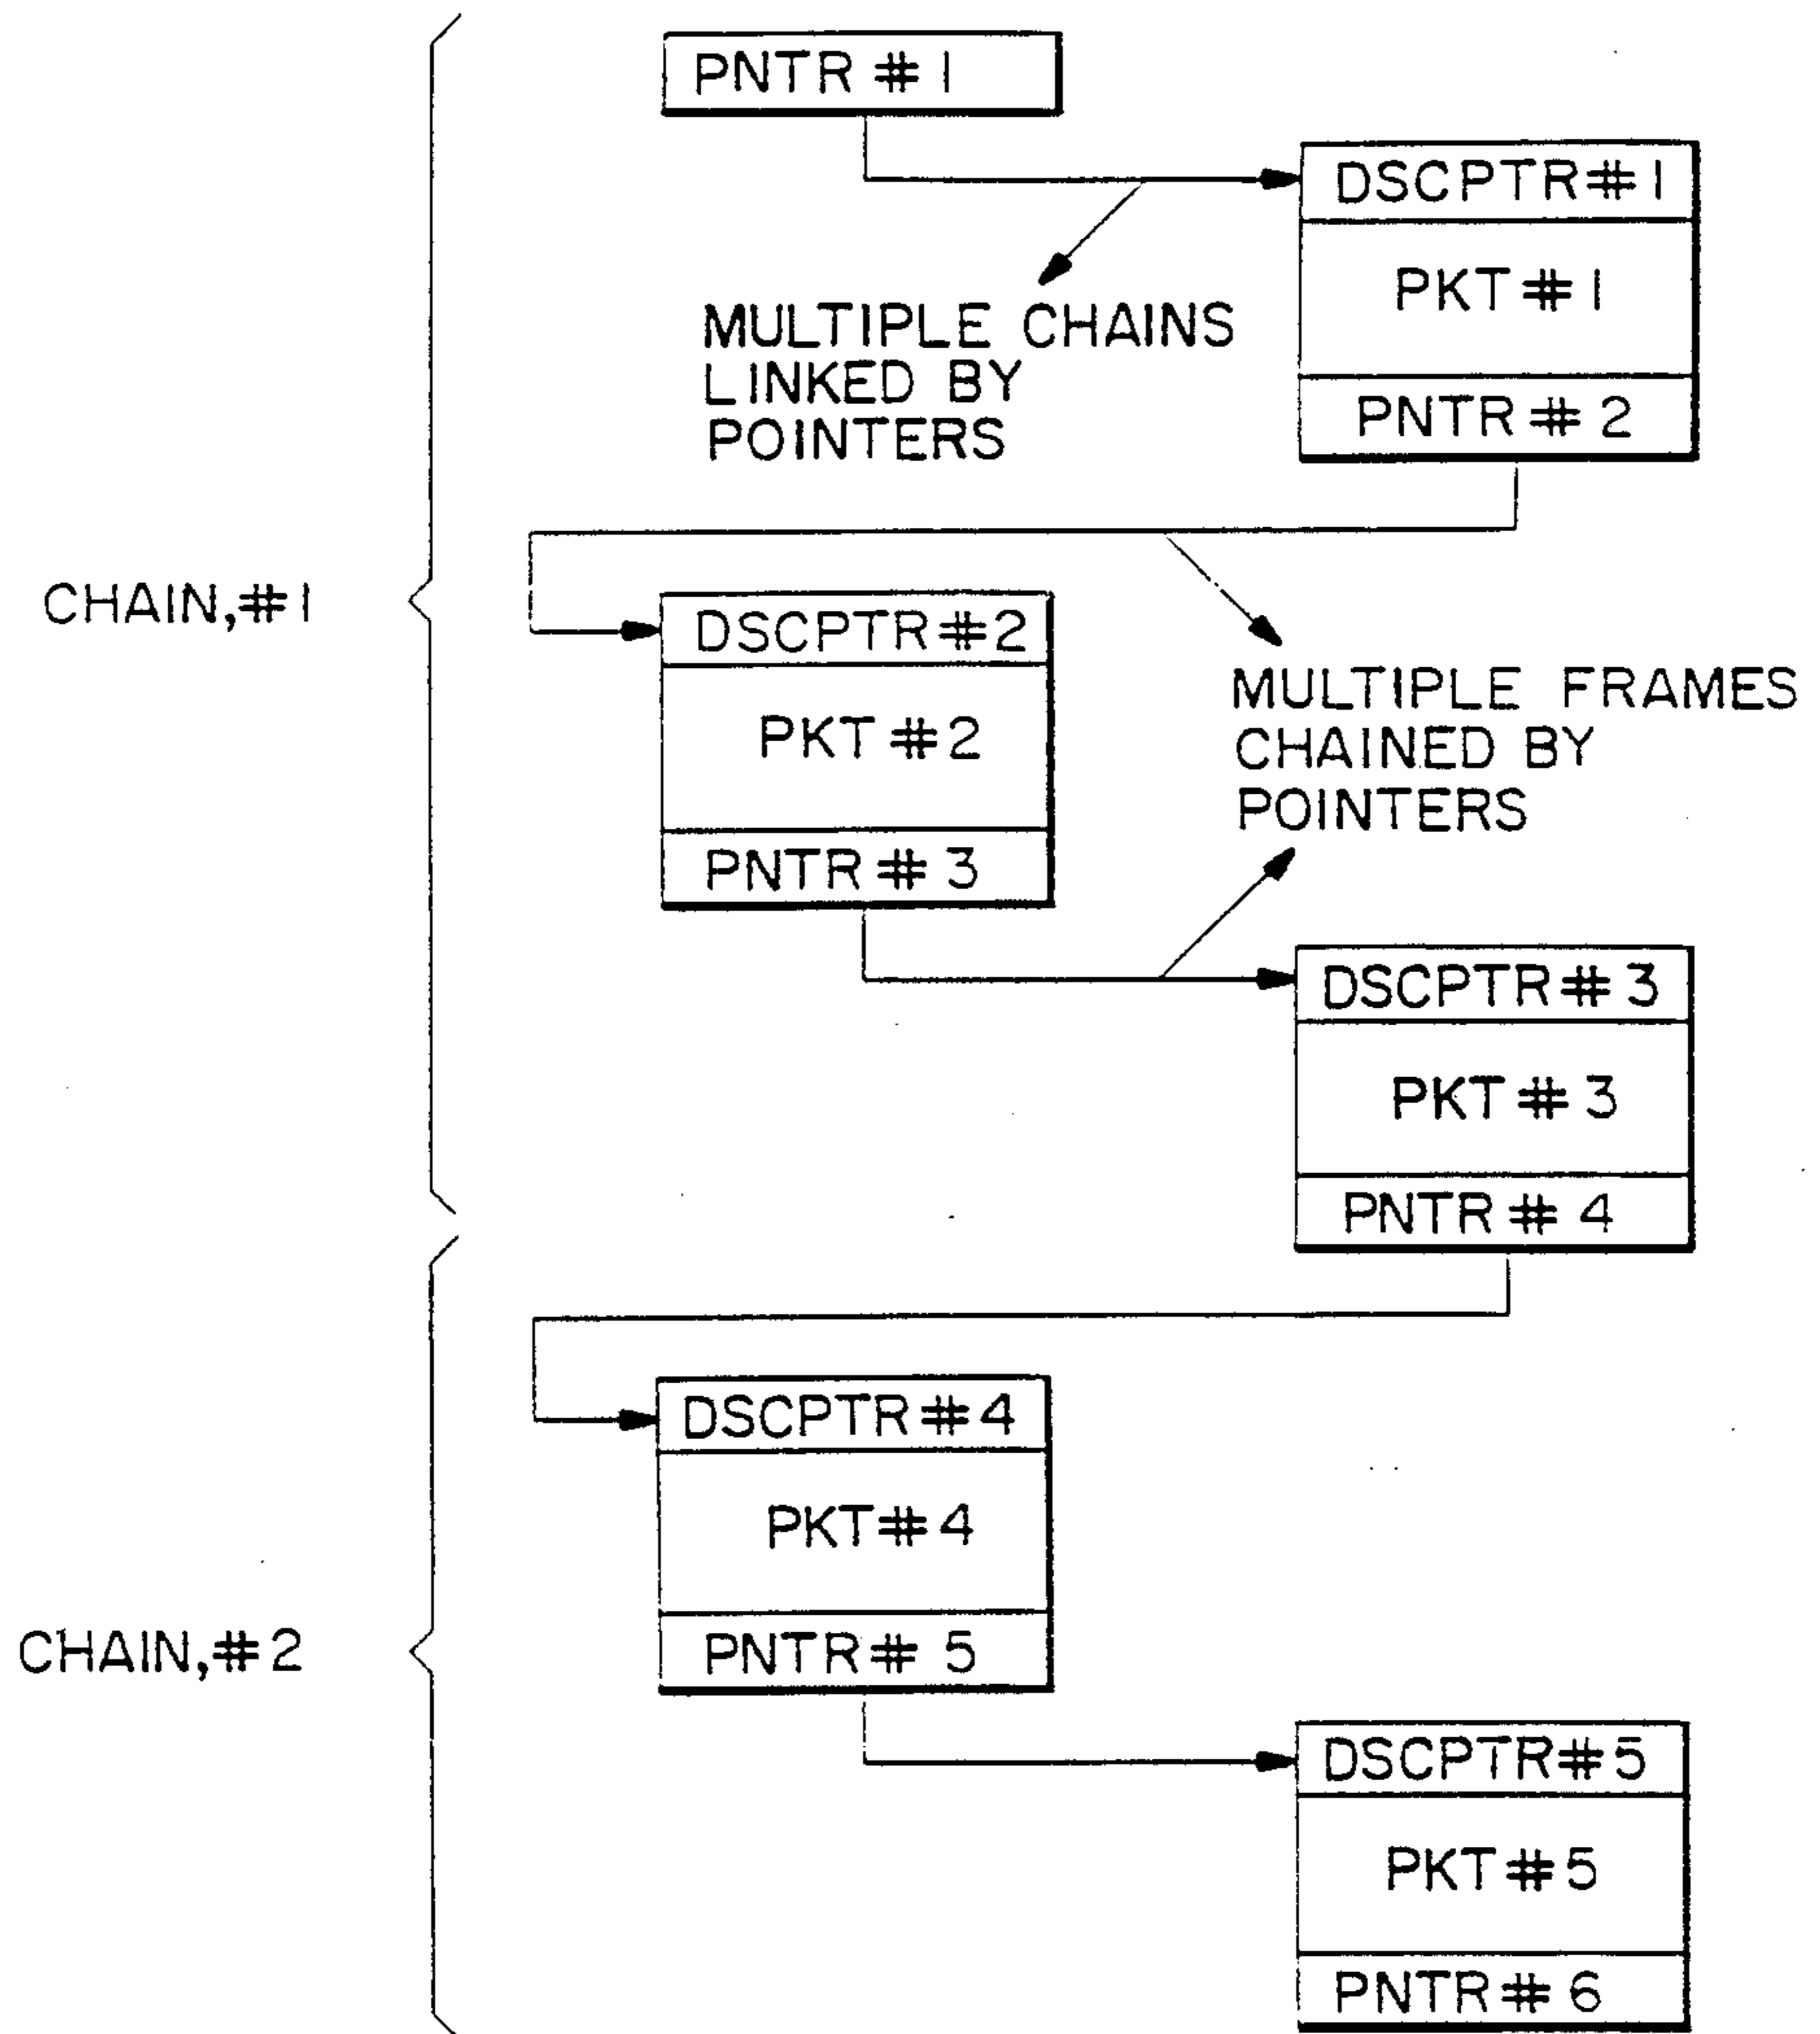 PNTR # 1
DSCPTR # 1
PKT # 1
MULTIPLE CHAINS
LINKED BY
POINTERS
PNTR # 2
CHAIN, # 1
DSCPTR # 2
MULTIPLE FRAMES
CHAINED BY
POINTERS
PKT # 2
PNTR # 3
DSCPTR # 3
PKT # 3
PNTR # 4
DSCPTR # 4
PKT # 4
CHAIN, # 2
PNTR # 5
DSCPTR # 5
PKT # 5
PNTR # 6